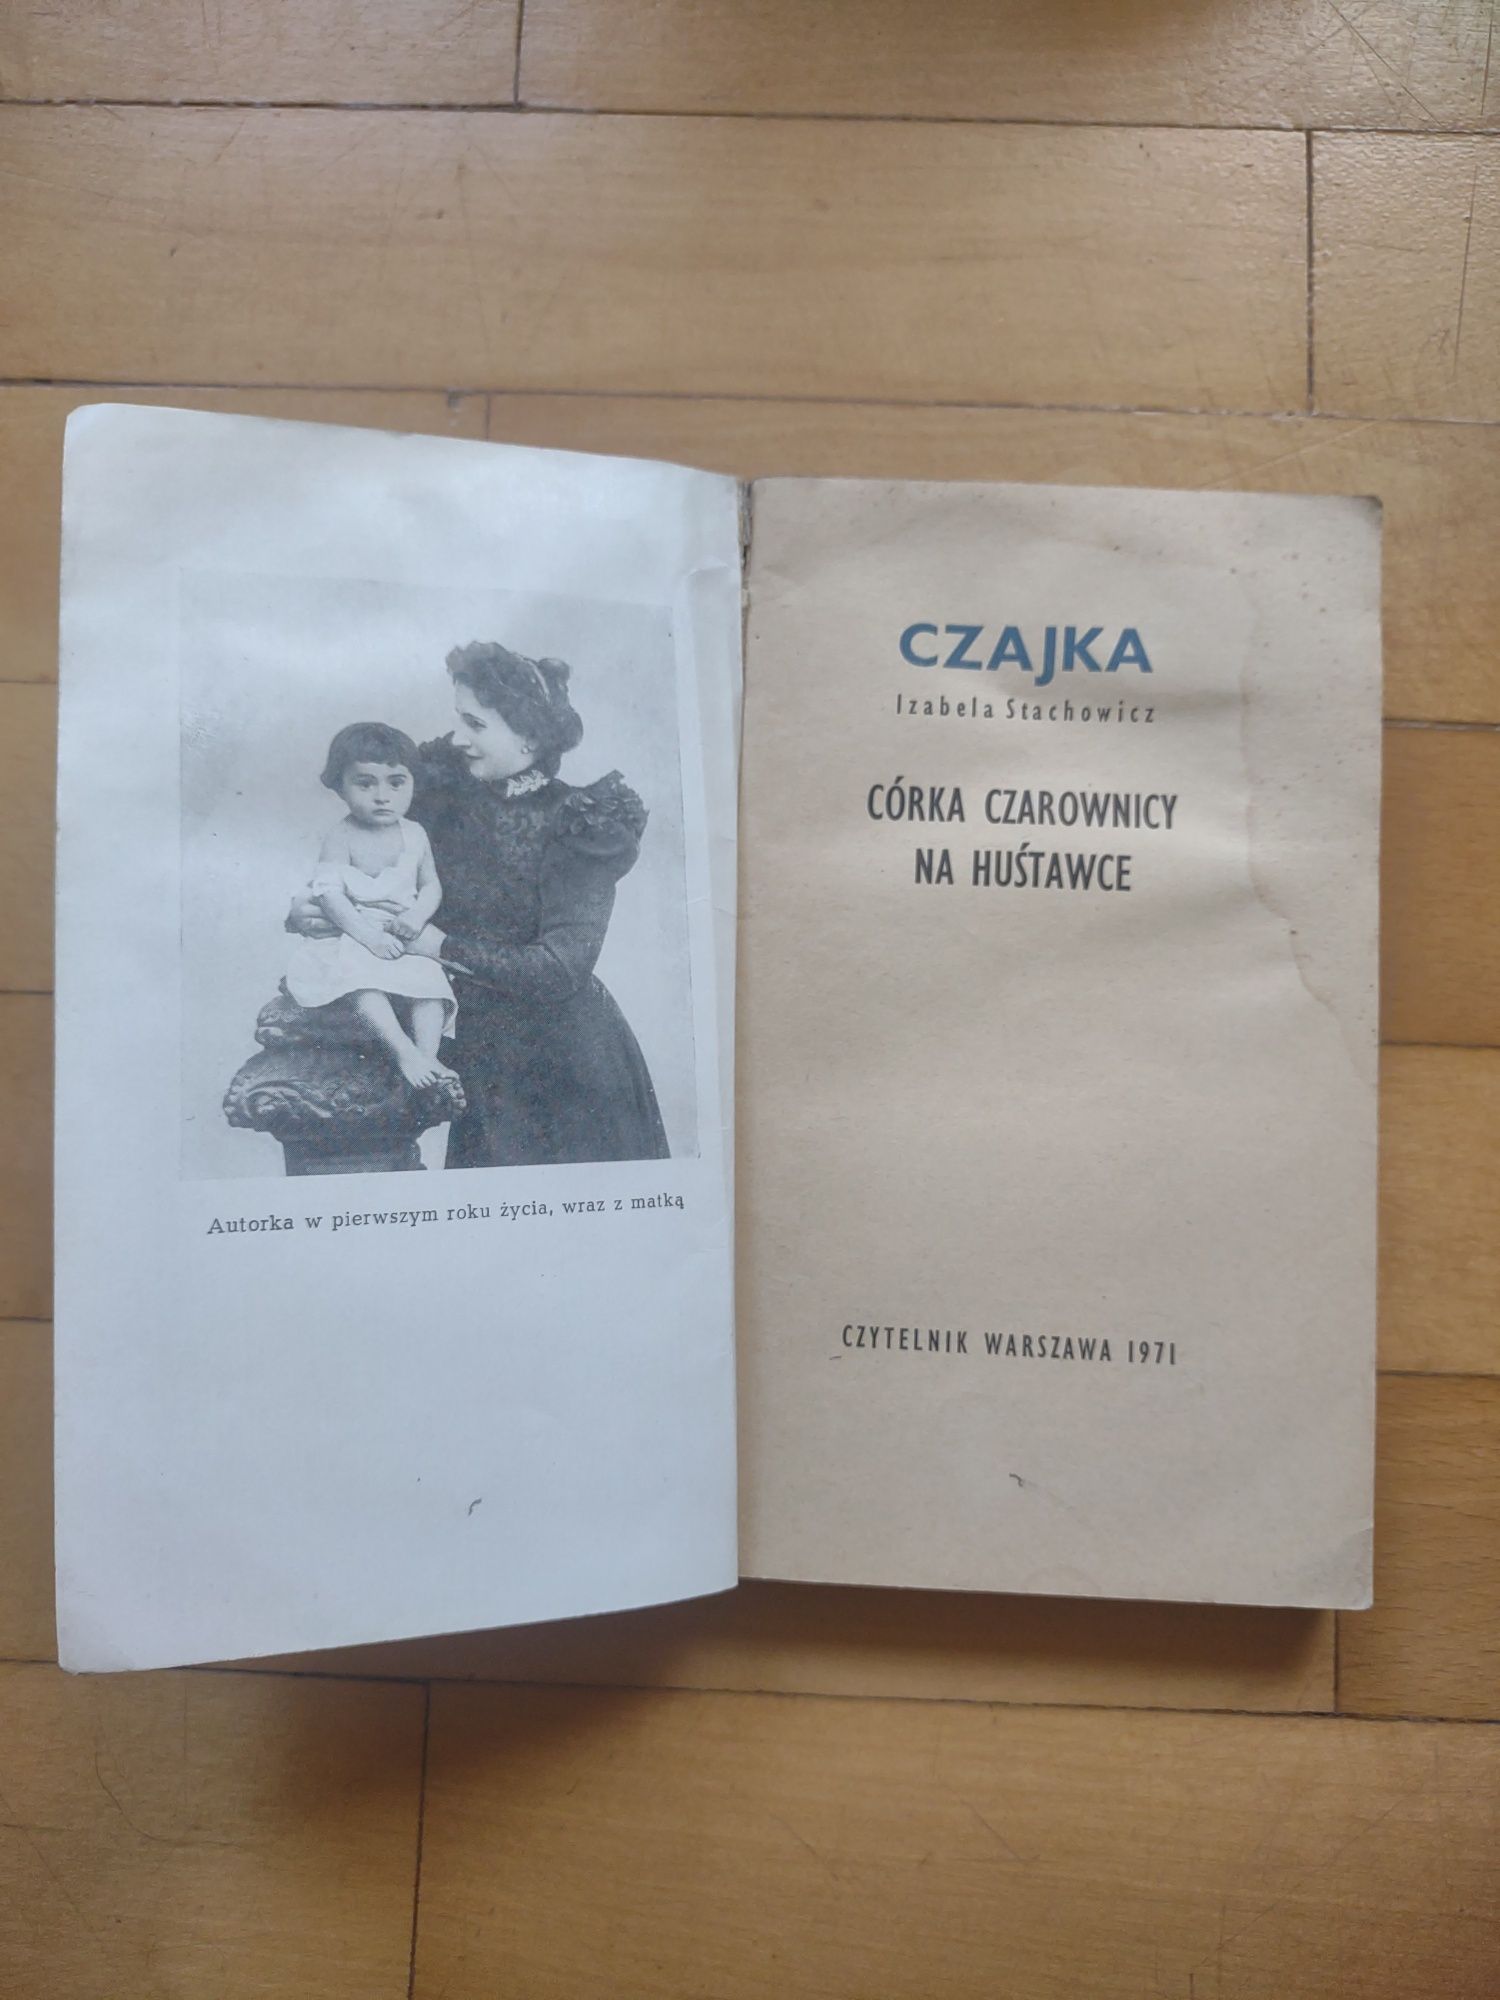 Autorka w pierwszym roku życia, wraz z matką
CZAJKA
Izabela Stachowicz
CÓRKA CZAROWNICY
NA HUŚTAWCE
CZYTELNIK WARSZAWA 1971